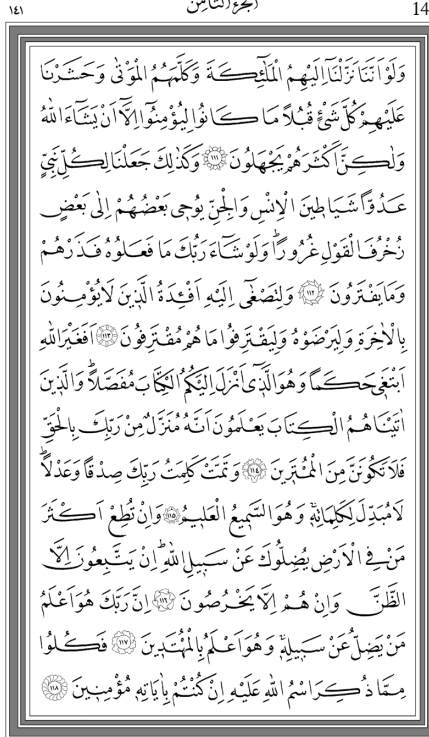 ١٤١ الجزء الثامن 14
وَلَوْ اَنَّنَا نَزَّلْنَٓا اِلَيْهِمُ الْمَلٰٓئِكَةَ وَكَلَّمَهُمُ الْمَوْتٰى وَحَشَرْنَا
عَلَيْهِمْ كُلَّ شَيْءٍ قُبُلًا مَا كَانُوا لِيُؤْمِنُٓوا اِلَّٓا اَنْ يَشَٓاءَ اللّٰهُ
وَلٰكِنَّ اَكْثَرَهُمْ يَجْهَلُونَ ﴿١١١﴾ وَكَذٰلِكَ جَعَلْنَا لِكُلِّ نَبِيٍّ
عَدُوًّا شَيَاط۪ينَ الْاِنْسِ وَالْجِنِّ يُوح۪ي بَعْضُهُمْ اِلٰى بَعْضٍ
زُخْرُفَ الْقَوْلِ غُرُورًاۜ وَلَوْ شَٓاءَ رَبُّكَ مَا فَعَلُوهُ فَذَرْهُمْ
وَمَا يَفْتَرُونَ ﴿١١٢﴾ وَلِتَصْغٰٓى اِلَيْهِ اَفْـِٔدَةُ الَّذ۪ينَ لَا يُؤْمِنُونَ
بِالْاٰخِرَةِ وَلِيَرْضَوْهُ وَلِيَقْتَرِفُوا مَا هُمْ مُقْتَرِفُونَ ﴿١١٣﴾ اَفَغَيْرَ اللّٰهِ
اَبْتَغ۪ي حَكَمًا وَهُوَ الَّذ۪ٓي اَنْزَلَ اِلَيْكُمُ الْكِتَابَ مُفَصَّلًاۜ وَالَّذ۪ينَ
اٰتَيْنَاهُمُ الْكِتَابَ يَعْلَمُونَ اَنَّهُ مُنَزَّلٌ مِنْ رَبِّكَ بِالْحَقِّ
فَلَا تَكُونَنَّ مِنَ الْمُمْتَر۪ينَ ﴿١١٤﴾ وَتَمَّتْ كَلِمَتُ رَبِّكَ صِدْقًا وَعَدْلًاۜ
لَا مُبَدِّلَ لِكَلِمَاتِه۪ۚ وَهُوَ السَّم۪يعُ الْعَل۪يمُ ﴿١١٥﴾ وَاِنْ تُطِعْ اَكْثَرَ
مَنْ فِي الْاَرْضِ يُضِلُّوكَ عَنْ سَب۪يلِ اللّٰهِۜ اِنْ يَتَّبِعُونَ اِلَّا
الظَّنَّ وَاِنْ هُمْ اِلَّا يَخْرُصُونَ ﴿١١٦﴾ اِنَّ رَبَّكَ هُوَ اَعْلَمُ
مَنْ يَضِلُّ عَنْ سَب۪يلِه۪ۚ وَهُوَ اَعْلَمُ بِالْمُهْتَد۪ينَ ﴿١١٧﴾ فَكُلُوا
مِمَّا ذُكِرَ اسْمُ اللّٰهِ عَلَيْهِ اِنْ كُنْتُمْ بِاٰيَاتِه۪ مُؤْمِن۪ينَ ﴿١١٨﴾